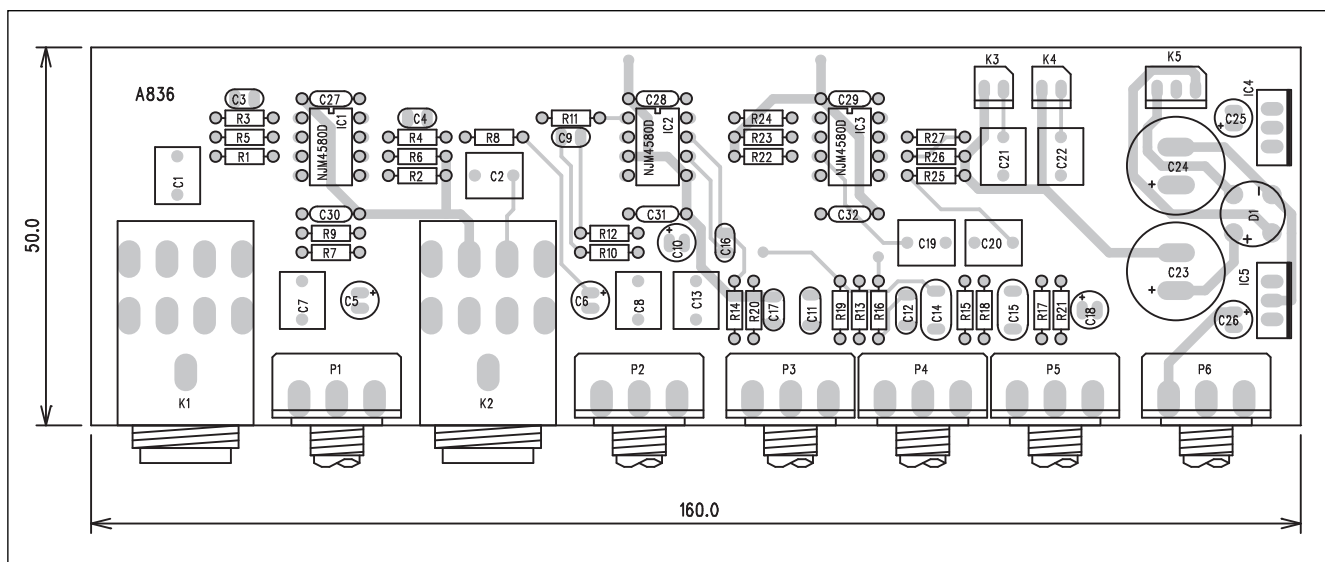 K3
K4
K5
IC4
A836
C3
C27
C28
C29
R3
R5
R1
IC1
NJM4580D
C4
R4
R6
R2
R8
R11
C9
IC2
NJM4580D
R24
R23
R22
IC3
NJM4580D
R27
R26
R25
C21
C22
C24
+
C25
+
C1
C2
C30
R9
R7
C31
R12
R10
+
C10
C16
C32
C19
C20
D1
-
+
50.0
C7
C5
+
C6
+
C8
C13
R14
R20
C17
C11
R19
R13
R16
C12
C14
R15
R18
C15
R17
R21
+
C18
C23
+
IC5
C26
+
K1
P1
K2
P2
P3
P4
P5
P6
160.0